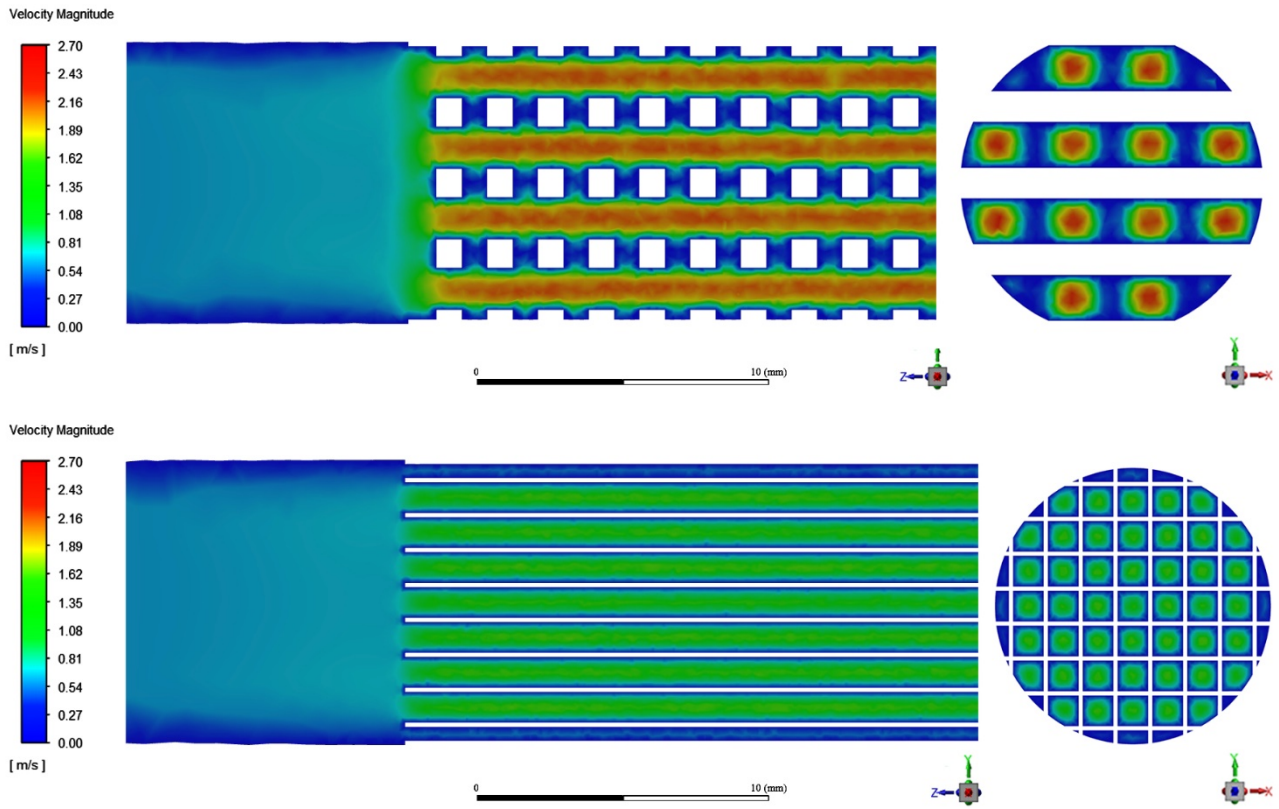 Velocity Magnitude
2.70
2.43
2.16
1.89
1.62
1.35
1.08
0.81
0.54
0.27
0.00
[ m/s ]
0 10 (mm)
Z
Y
X
Velocity Magnitude
2.70
2.43
2.16
1.89
1.62
1.35
1.08
0.81
0.54
0.27
0.00
[ m/s ]
0 10 (mm)
Y
Z
Y
X